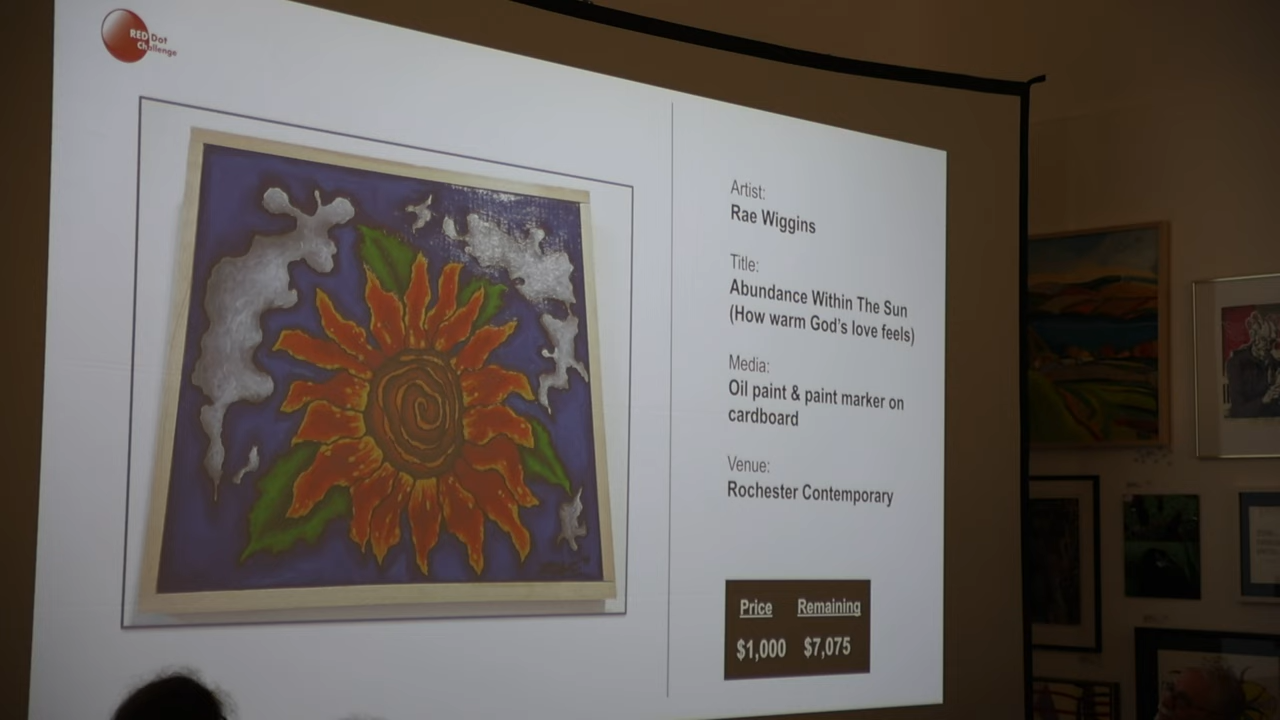 RED Dot
Challenge
Artist:
Rae Wiggins
Title:
Abundance Within The Sun
(How warm God's love feels)
Media:
Oil paint & paint marker on
cardboard
Venue:
Rochester Contemporary
Price Remaining
$1,000 $7,075